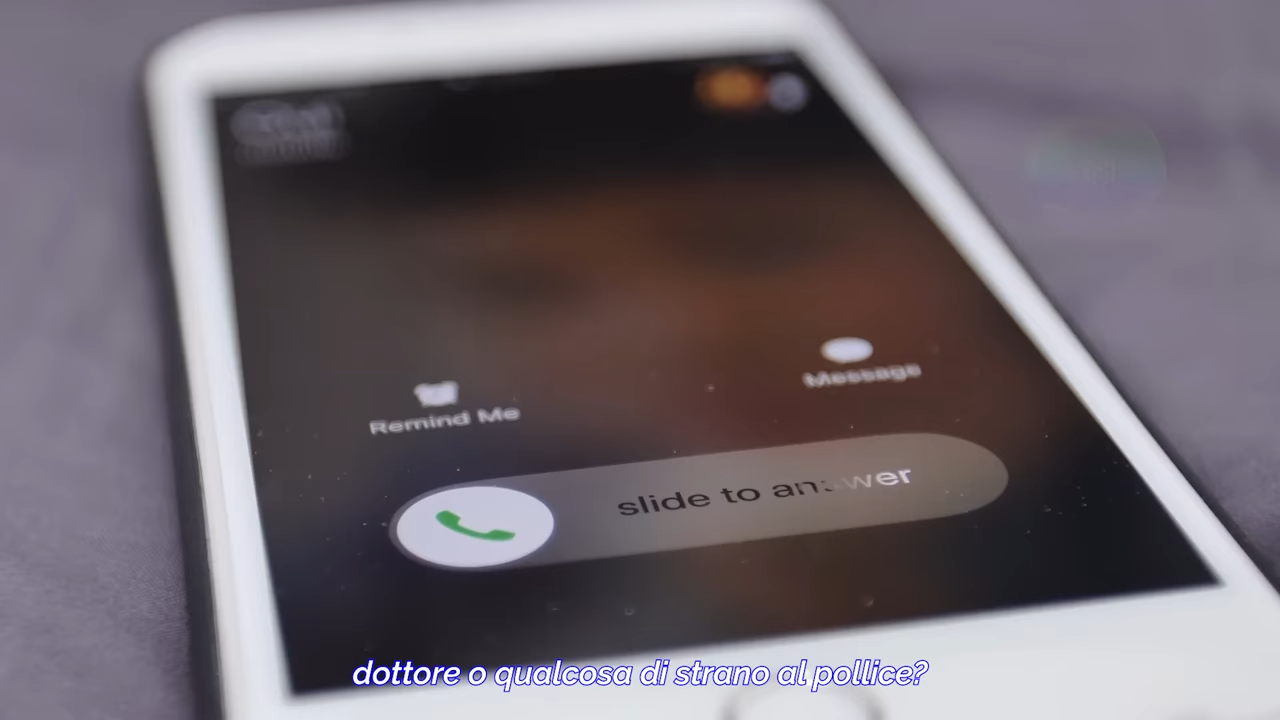 Remind Me
Message
slide to answer
dottore o qualcosa di strano al pollice?